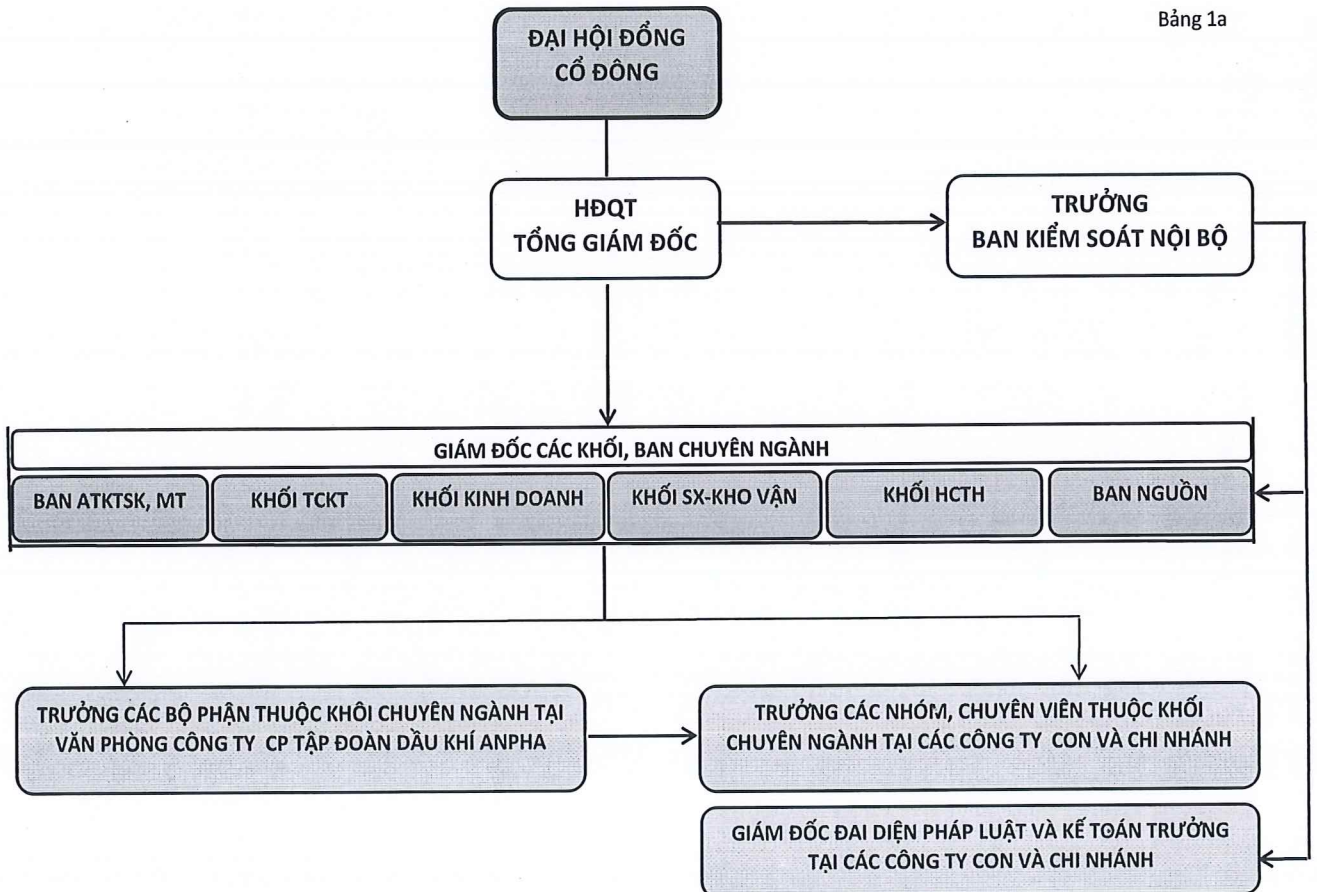 Bảng 1a
ĐẠI HỘI ĐỒNG
CỔ ĐÔNG
HĐQT
TỔNG GIÁM ĐỐC
TRƯỞNG
BAN KIỂM SOÁT NỘI BỘ
GIÁM ĐỐC CÁC KHỐI, BAN CHUYÊN NGÀNH
BAN ATKTSK, MT
KHỐI TCKT
KHỐI KINH DOANH
KHỐI SX-KHO VẬN
KHỐI HCTH
BAN NGUỒN
TRƯỞNG CÁC BỘ PHẬN THUỘC KHÔI CHUYÊN NGÀNH TẠI
VĂN PHÒNG CÔNG TY CP TẬP ĐOÀN DẦU KHÍ ANPHA
TRƯỞNG CÁC NHÓM, CHUYÊN VIÊN THUỘC KHỐI
CHUYÊN NGÀNH TẠI CÁC CÔNG TY CON VÀ CHI NHÁNH
GIÁM ĐỐC ĐAI DIỆN PHÁP LUẬT VÀ KẾ TOÁN TRƯỞNG
TẠI CÁC CÔNG TY CON VÀ CHI NHÁNH